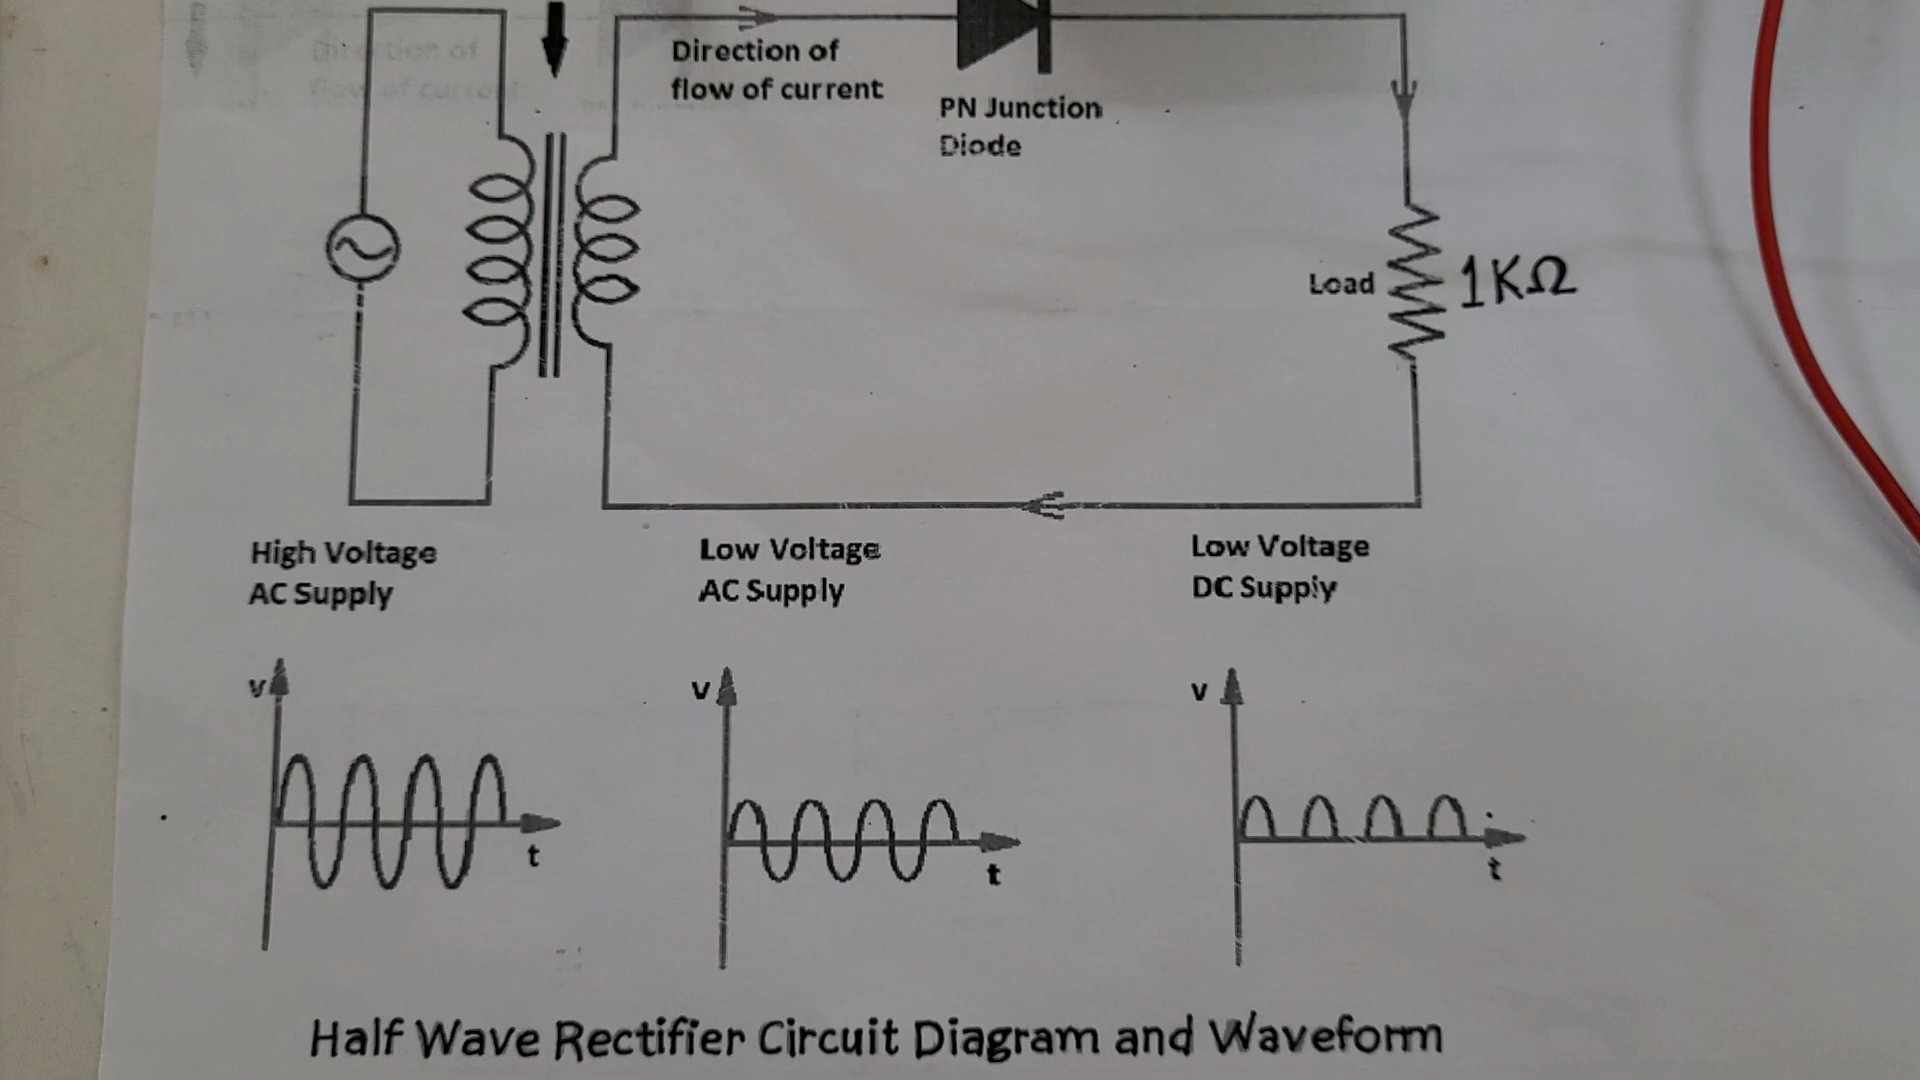 Direction of
flow of current
PN Junction
Diode
Load
1KΩ
High Voltage
AC Supply
Low Voltage
AC Supply
Low Voltage
DC Supply
v
t
v
t
v
t
Half Wave Rectifier Circuit Diagram and Waveform